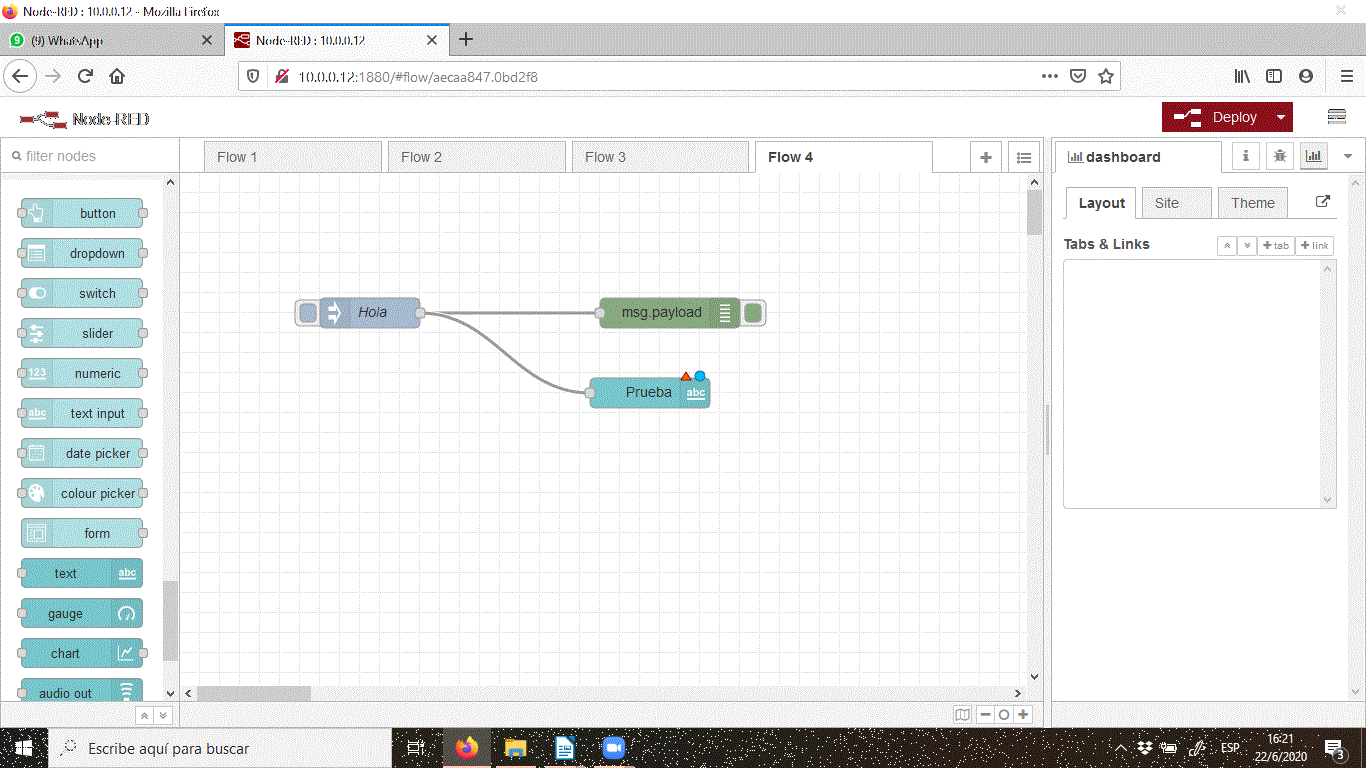 Node-RED : 10.0.0.12 - Mozilla Firefox
(9) WhatsApp
Node-RED : 10.0.0.12
10.0.0.12:1880/#flow/aecaa847.0bd2f8
Node-RED
Deploy
filter nodes
Flow 1
Flow 2
Flow 3
Flow 4
dashboard
button
dropdown
switch
slider
123 numeric
abc text input
date picker
colour picker
form
text abc
gauge
chart
audio out
Hola
msg.payload
Prueba abc
Layout
Site
Theme
Tabs & Links
+ tab
+ link
Escribe aquí para buscar
ESP
16:21
22/6/2020
3